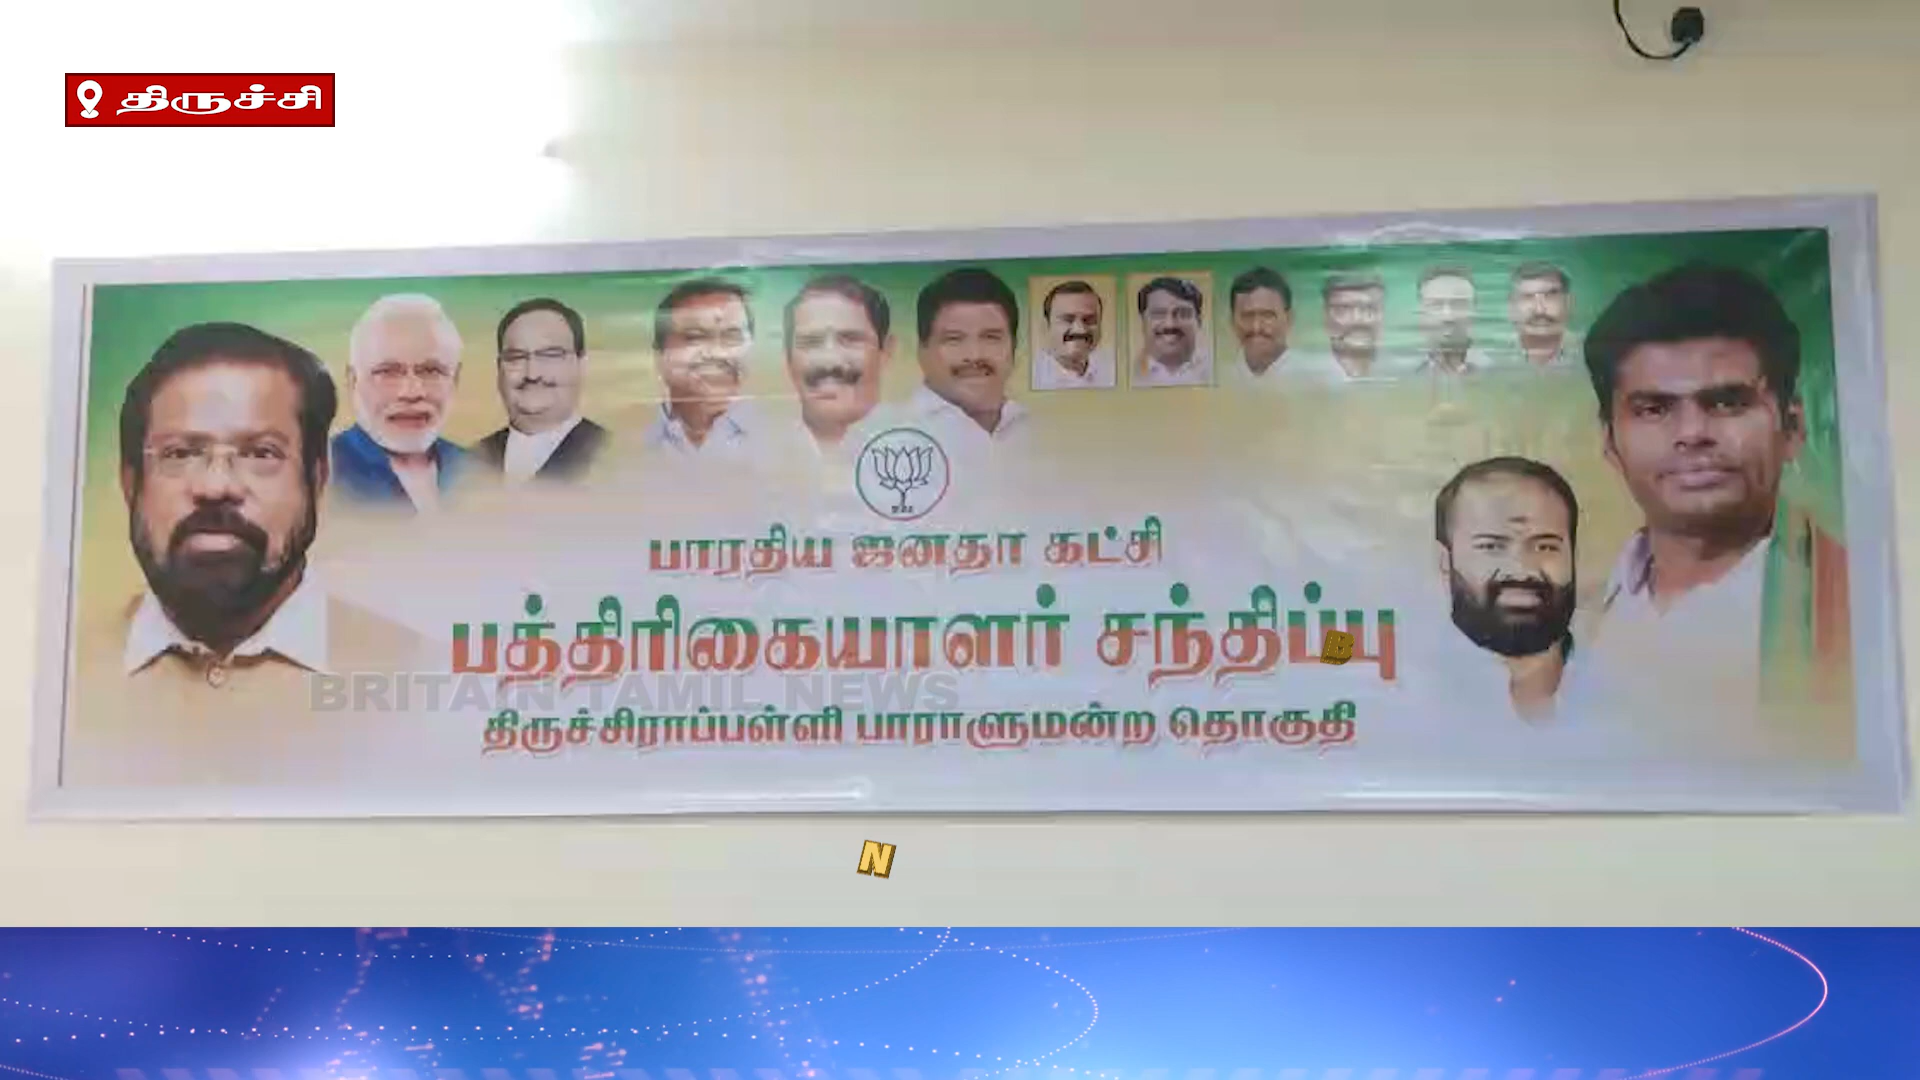 திருச்சி
பாரதிய ஜனதா கட்சி
பத்திரிகையாளர் சந்திப்பு
B
BRITAIN TAMIL NEWS
திருச்சிராப்பள்ளி பாராளுமன்ற தொகுதி
N